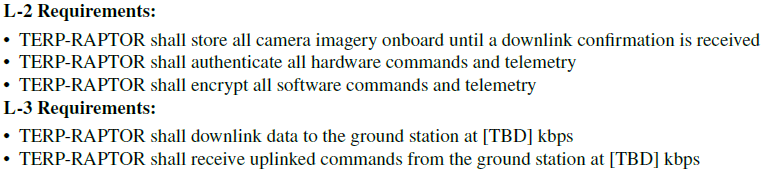 L-2 Requirements:
• TERP-RAPTOR shall store all camera imagery onboard until a downlink confirmation is received
• TERP-RAPTOR shall authenticate all hardware commands and telemetry
• TERP-RAPTOR shall encrypt all software commands and telemetry
L-3 Requirements:
• TERP-RAPTOR shall downlink data to the ground station at [TBD] kbps
• TERP-RAPTOR shall receive uplinked commands from the ground station at [TBD] kbps